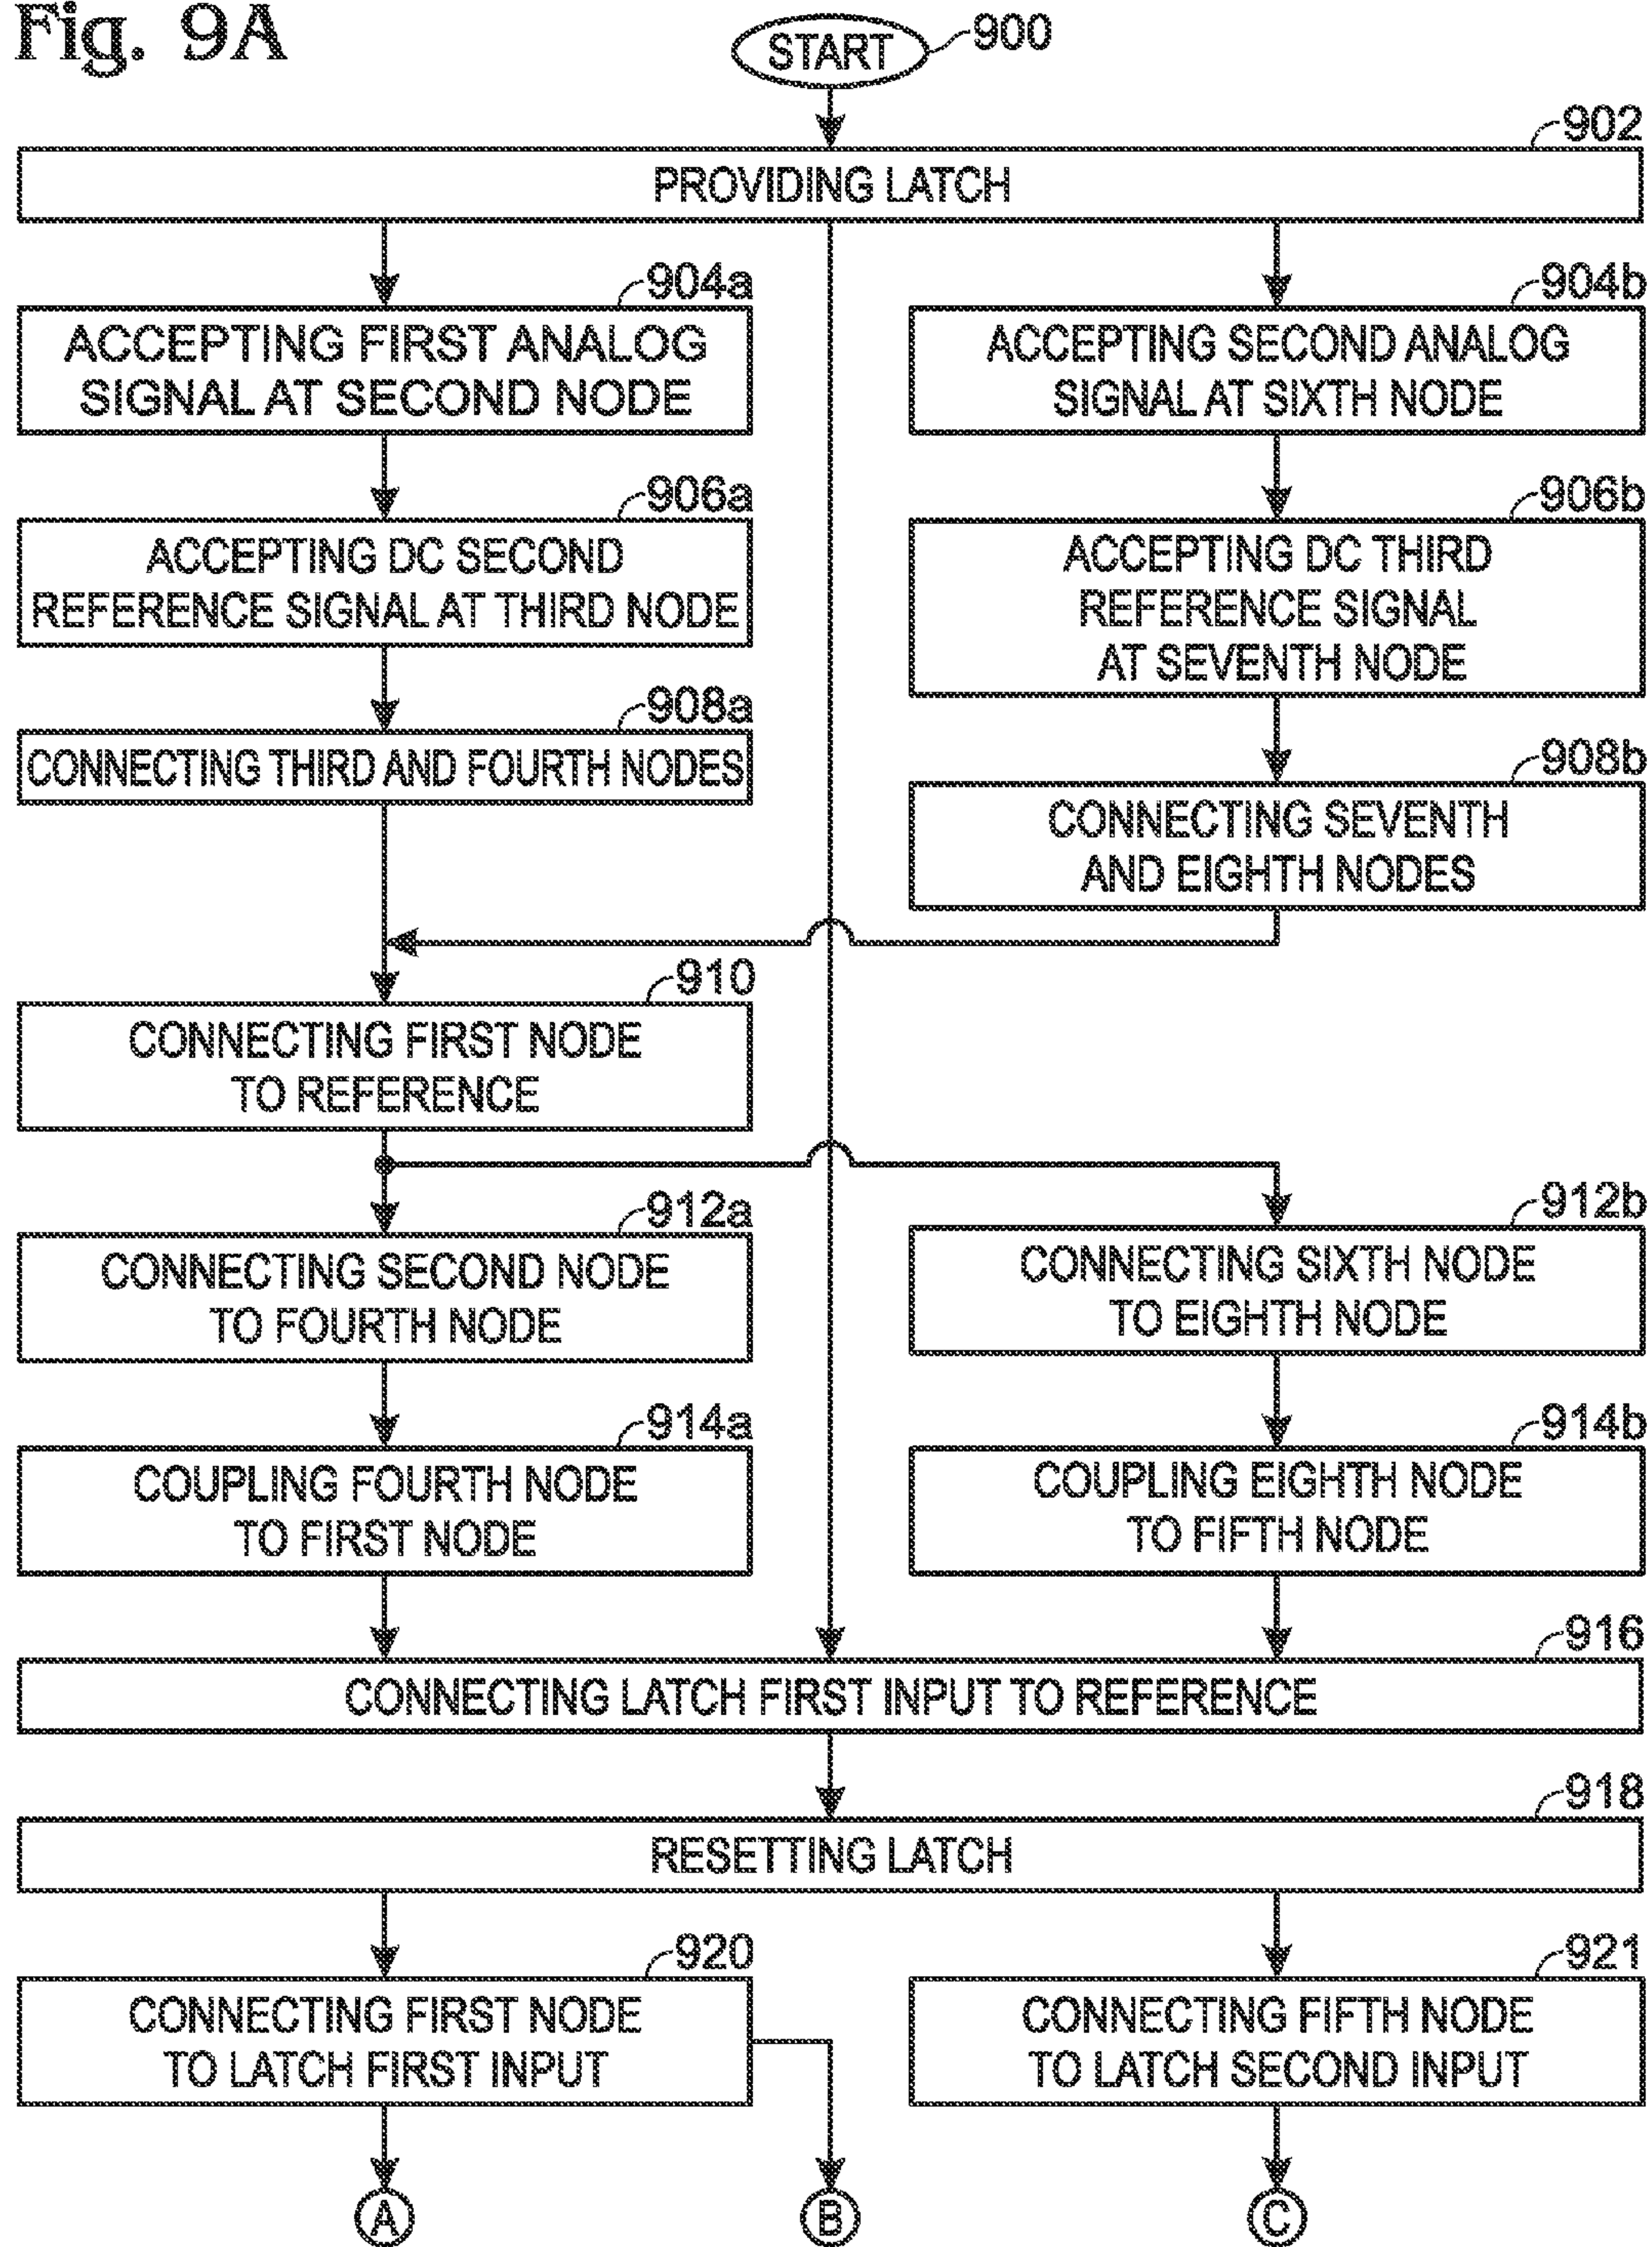 Fig. 9A
START
900
902
PROVIDING LATCH
904a
ACCEPTING FIRST ANALOG
SIGNAL AT SECOND NODE
904b
ACCEPTING SECOND ANALOG
SIGNAL AT SIXTH NODE
906a
ACCEPTING DC SECOND
REFERENCE SIGNAL AT THIRD NODE
906b
ACCEPTING DC THIRD
REFERENCE SIGNAL
AT SEVENTH NODE
908a
CONNECTING THIRD AND FOURTH NODES
908b
CONNECTING SEVENTH
AND EIGHTH NODES
910
CONNECTING FIRST NODE
TO REFERENCE
912a
CONNECTING SECOND NODE
TO FOURTH NODE
912b
CONNECTING SIXTH NODE
TO EIGHTH NODE
914a
COUPLING FOURTH NODE
TO FIRST NODE
914b
COUPLING EIGHTH NODE
TO FIFTH NODE
916
CONNECTING LATCH FIRST INPUT TO REFERENCE
918
RESETTING LATCH
920
CONNECTING FIRST NODE
TO LATCH FIRST INPUT
921
CONNECTING FIFTH NODE
TO LATCH SECOND INPUT
A
B
C